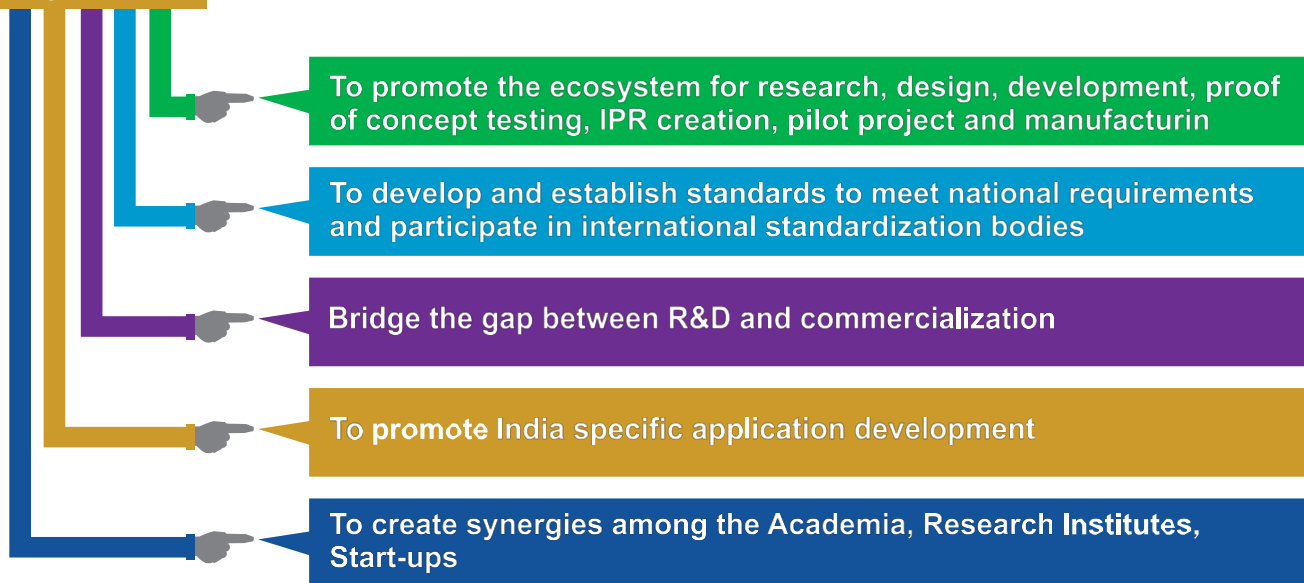 To promote the ecosystem for research, design, development, proof
of concept testing, IPR creation, pilot project and manufacturin
To develop and establish standards to meet national requirements
and participate in international standardization bodies
Bridge the gap between R&D and commercialization
To promote India specific application development
To create synergies among the Academia, Research Institutes,
Start-ups